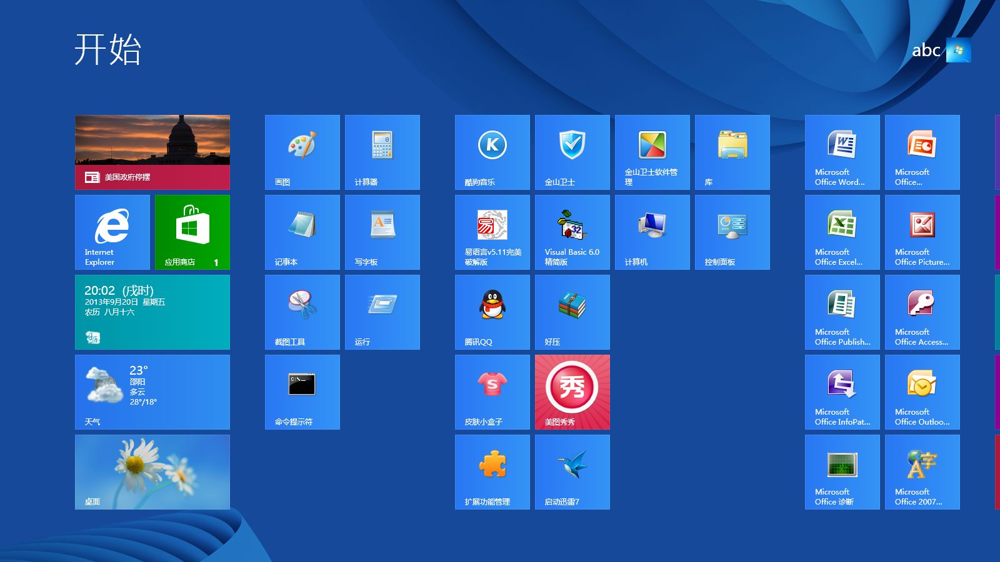 开始
abc
美国政府停摆
Internet
Explorer
应用商店
1
20:02 (戌时)
2013年9月20日 星期五
农历 八月十六
23°
邵阳
多云
28°/18°
天气
桌面
画图
计算器
记事本
写字板
截图工具
运行
C:\._
命令提示符
K
酷狗音乐
金山卫士
金山卫士软件管
理
库
易
易语言v5.11完美
破解版
32
Visual Basic 6.0
精简版
计算机
控制面板
腾讯QQ
好压
S
皮肤小盒子
秀
美图秀秀
扩展功能管理
启动迅雷7
Microsoft
Office Word...
Microsoft
Office...
Microsoft
Office Excel...
Microsoft
Office Picture...
Microsoft
Office Publish...
Microsoft
Office Access...
Microsoft
Office InfoPat...
Microsoft
Office Outloo...
Microsoft
Office 诊断
A字
Microsoft
Office 2007...